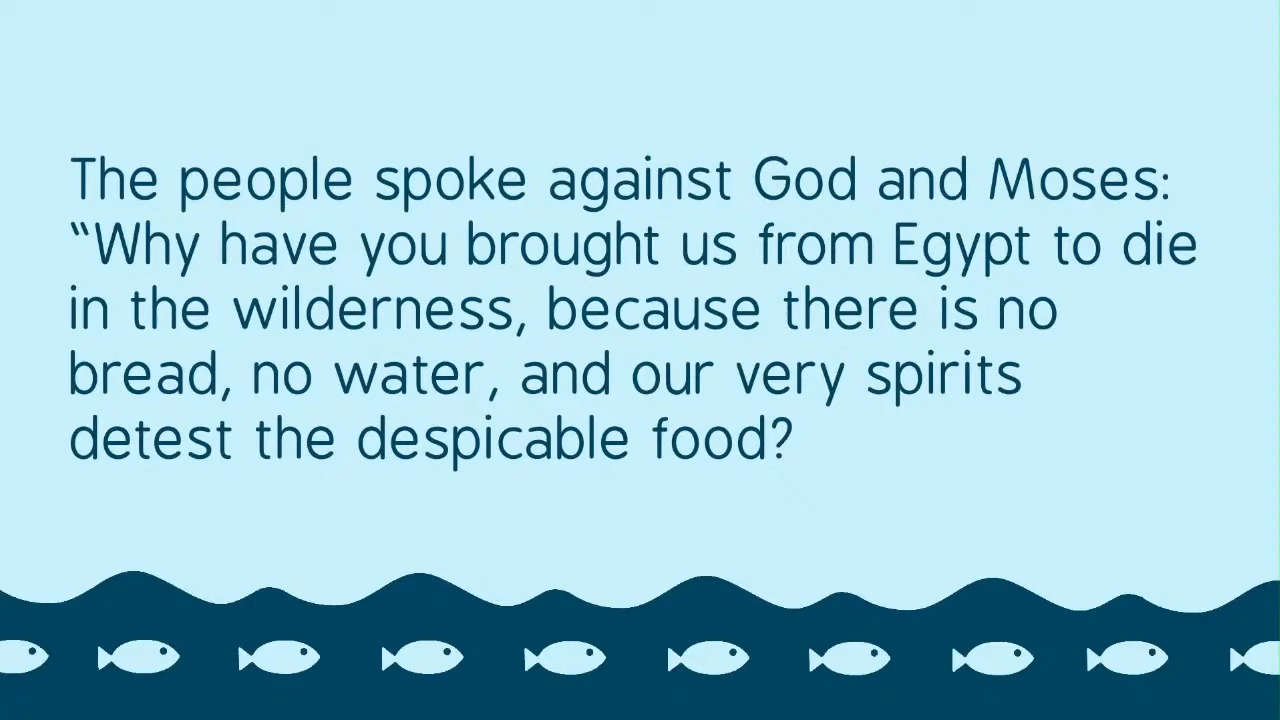 The people spoke against God and Moses:
“Why have you brought us from Egypt to die
in the wilderness, because there is no
bread, no water, and our very spirits
detest the despicable food?